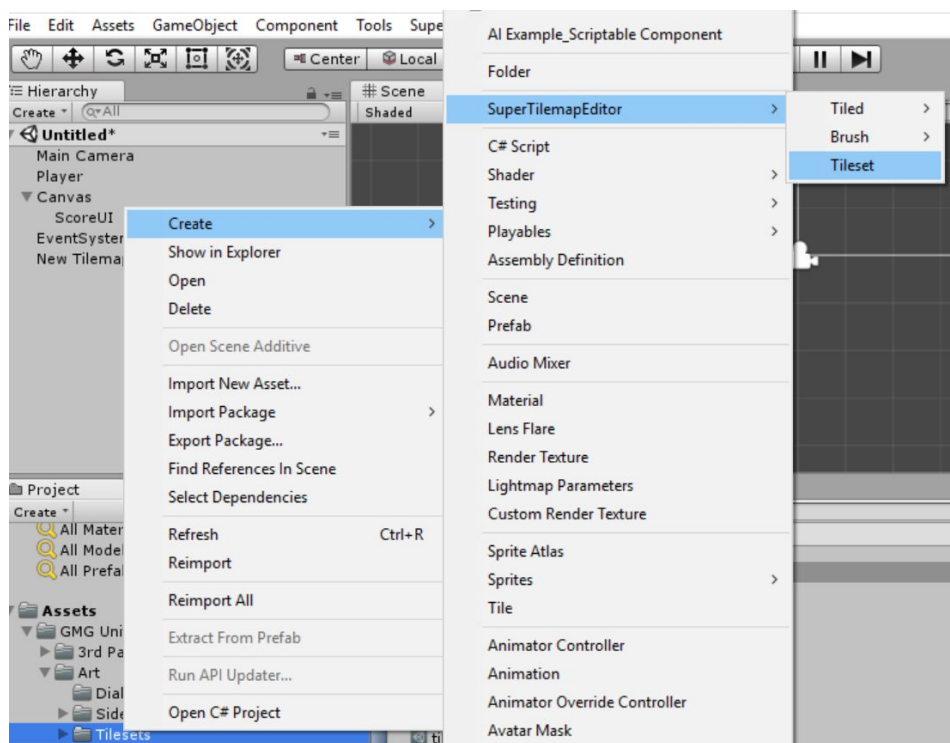 File Edit Assets GameObject Component Tools Supe
Center Local
Hierarchy
Create All
Untitled*
Main Camera
Player
Canvas
ScoreUI
EventSyster
New Tilema
# Scene
Shaded
Create
Show in Explorer
Open
Delete
Open Scene Additive
Import New Asset...
Import Package
Export Package...
Find References In Scene
Select Dependencies
Refresh Ctrl+R
Reimport
Reimport All
Extract From Prefab
Run API Updater...
Open C# Project
AI Example_Scriptable Component
Folder
SuperTilemapEditor
C# Script
Shader
Testing
Playables
Assembly Definition
Scene
Prefab
Audio Mixer
Material
Lens Flare
Render Texture
Lightmap Parameters
Custom Render Texture
Sprite Atlas
Sprites
Tile
Animator Controller
Animation
Animator Override Controller
Avatar Mask
Tiled
Brush
Tileset
Project
Create
All Mater
All Model
All Prefal
Assets
GMG Uni
3rd Pa
Art
Dial
Side
Tilesets
ti